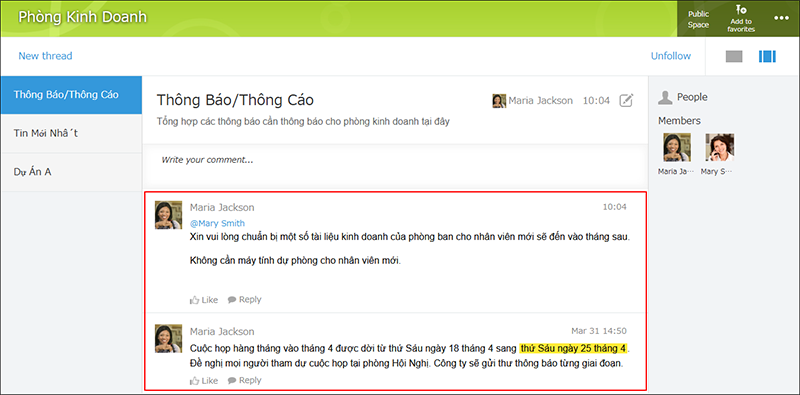 Phòng Kinh Doanh
Public
Space
Add to
favorites
New thread
Unfollow
Thông Báo/Thông Cáo
Tin Mới Nhâ´t
Dự Án A
Thông Báo/Thông Cáo
Maria Jackson 10:04
Tổng hợp các thông báo cần thông báo cho phòng kinh doanh tại đây
Write your comment...
Maria Jackson 10:04
@Mary Smith
Xin vui lòng chuẩn bị một số tài liệu kinh doanh của phòng ban cho nhân viên mới sẽ đến vào tháng sau.
Không cần máy tính dự phòng cho nhân viên mới.
Like Reply
Maria Jackson Mar 31 14:50
Cuộc họp hàng tháng vào tháng 4 được dời từ thứ Sáu ngày 18 tháng 4 sang thứ Sáu ngày 25 tháng 4.
Đề nghị mọi người tham dự cuộc họp tại phòng Hội Nghị. Công ty sẽ gửi thư thông báo từng giai đoạn.
Like Reply
People
Members
Maria Ja··· Mary S···